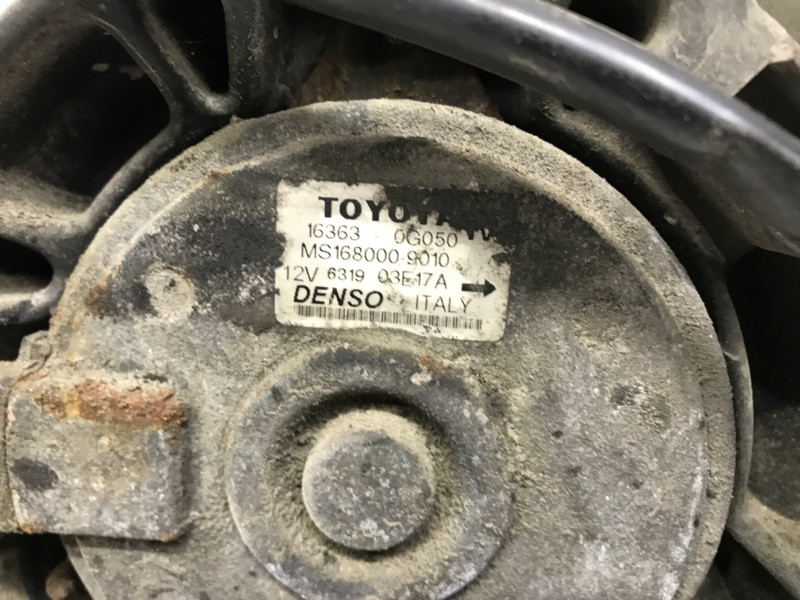 TOYOTA
16363 - 0G050
MS168000-9010
12V 6319 03E17A →
DENSO ITALY